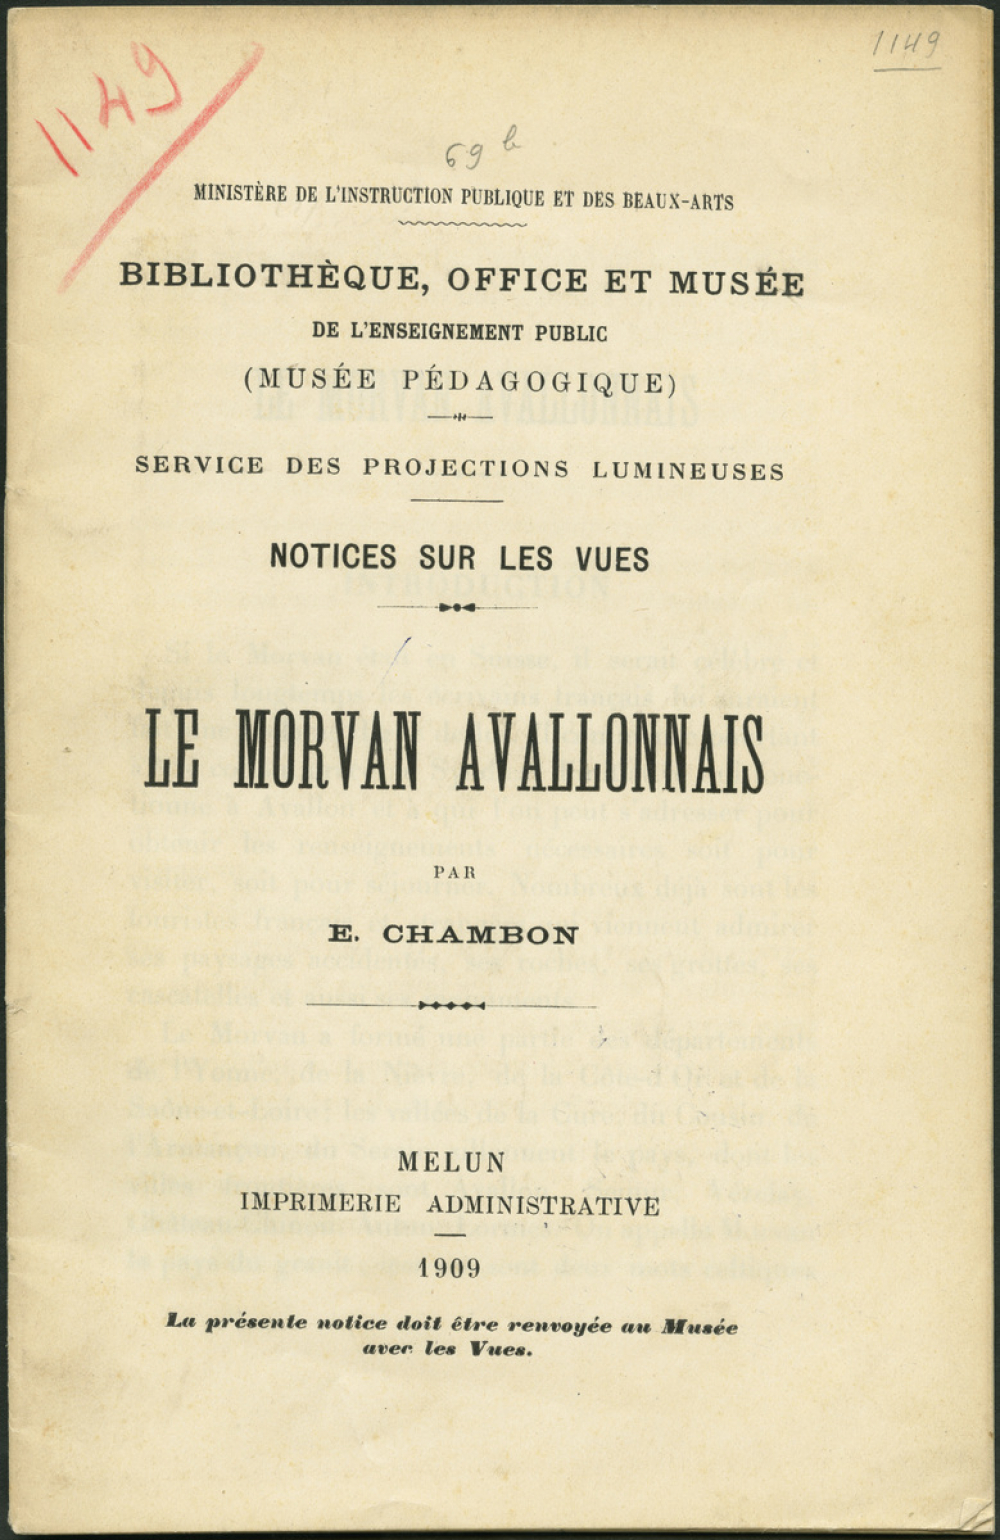 1149
1149
69 b
MINISTÈRE DE L'INSTRUCTION PUBLIQUE ET DES BEAUX-ARTS
BIBLIOTHÈQUE, OFFICE ET MUSÉE
DE L'ENSEIGNEMENT PUBLIC
(MUSÉE PÉDAGOGIQUE)
SERVICE DES PROJECTIONS LUMINEUSES
NOTICES SUR LES VUES
LE MORVAN AVALLONNAIS
PAR
E. CHAMBON
MELUN
IMPRIMERIE ADMINISTRATIVE
1909
La présente notice doit être renvoyée au Musée
avec les Vues.